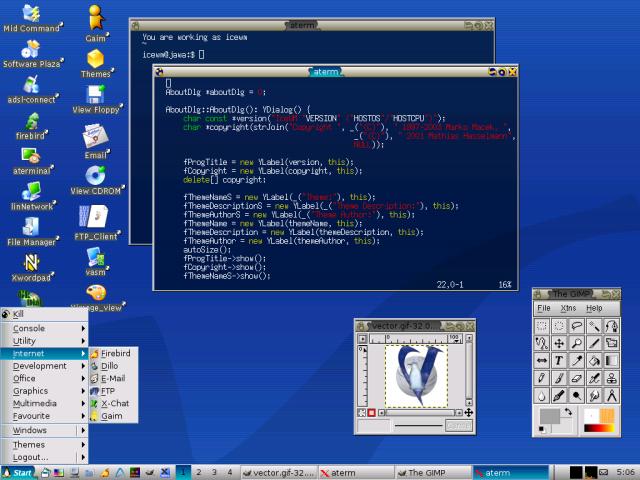 Mid Command
Gaim
Software Plaza
Themes
adsl-connect
View Floppy
firebird
Email
aterminal
View CDROM
linNetwork
FTP_Client
File Manager
vasm
Xwordpad
Ximage_view
aterm
You are working as icewm
~
icewm@jawa:$
aterm
AboutDlg *aboutDlg = 0;
AboutDlg::AboutDlg(): YDialog() {
char const *version("IceWM "VERSION" ("HOSTOS"/"HOSTCPU")");
char *copyright(strJoin("Copyright ", _("(C)"), " 1997-2003 Marko Macek, ",
_("(C)"), " 2001 Mathias Hasselmann",
NULL));
fProgTitle = new YLabel(version, this);
fCopyright = new YLabel(copyright, this);
delete[] copyright;
fThemeNameS = new YLabel(_("Theme:"), this);
fThemeDescriptionS = new YLabel(_("Theme Description:"), this);
fThemeAuthorS = new YLabel(_("Theme Author:"), this);
fThemeName = new YLabel(themeName, this);
fThemeDescription = new YLabel(themeDescription, this);
fThemeAuthor = new YLabel(themeAuthor, this);
autoSize();
fProgTitle->show();
fCopyright->show();
fThemeNameS->show();
22,0-1 16%
Kill
Console
Utility
Internet
Development
Office
Graphics
Multimedia
Favourite
Windows
Themes
Logout...
Firebird
Dillo
E-Mail
FTP
X-Chat
Gaim
vector.gif-32.0...
0
100
0
Cancel
The GIMP
File Xtns Help
Start
1 2 3 4
vector.gif-32....
aterm
The GIMP
aterm
5:06